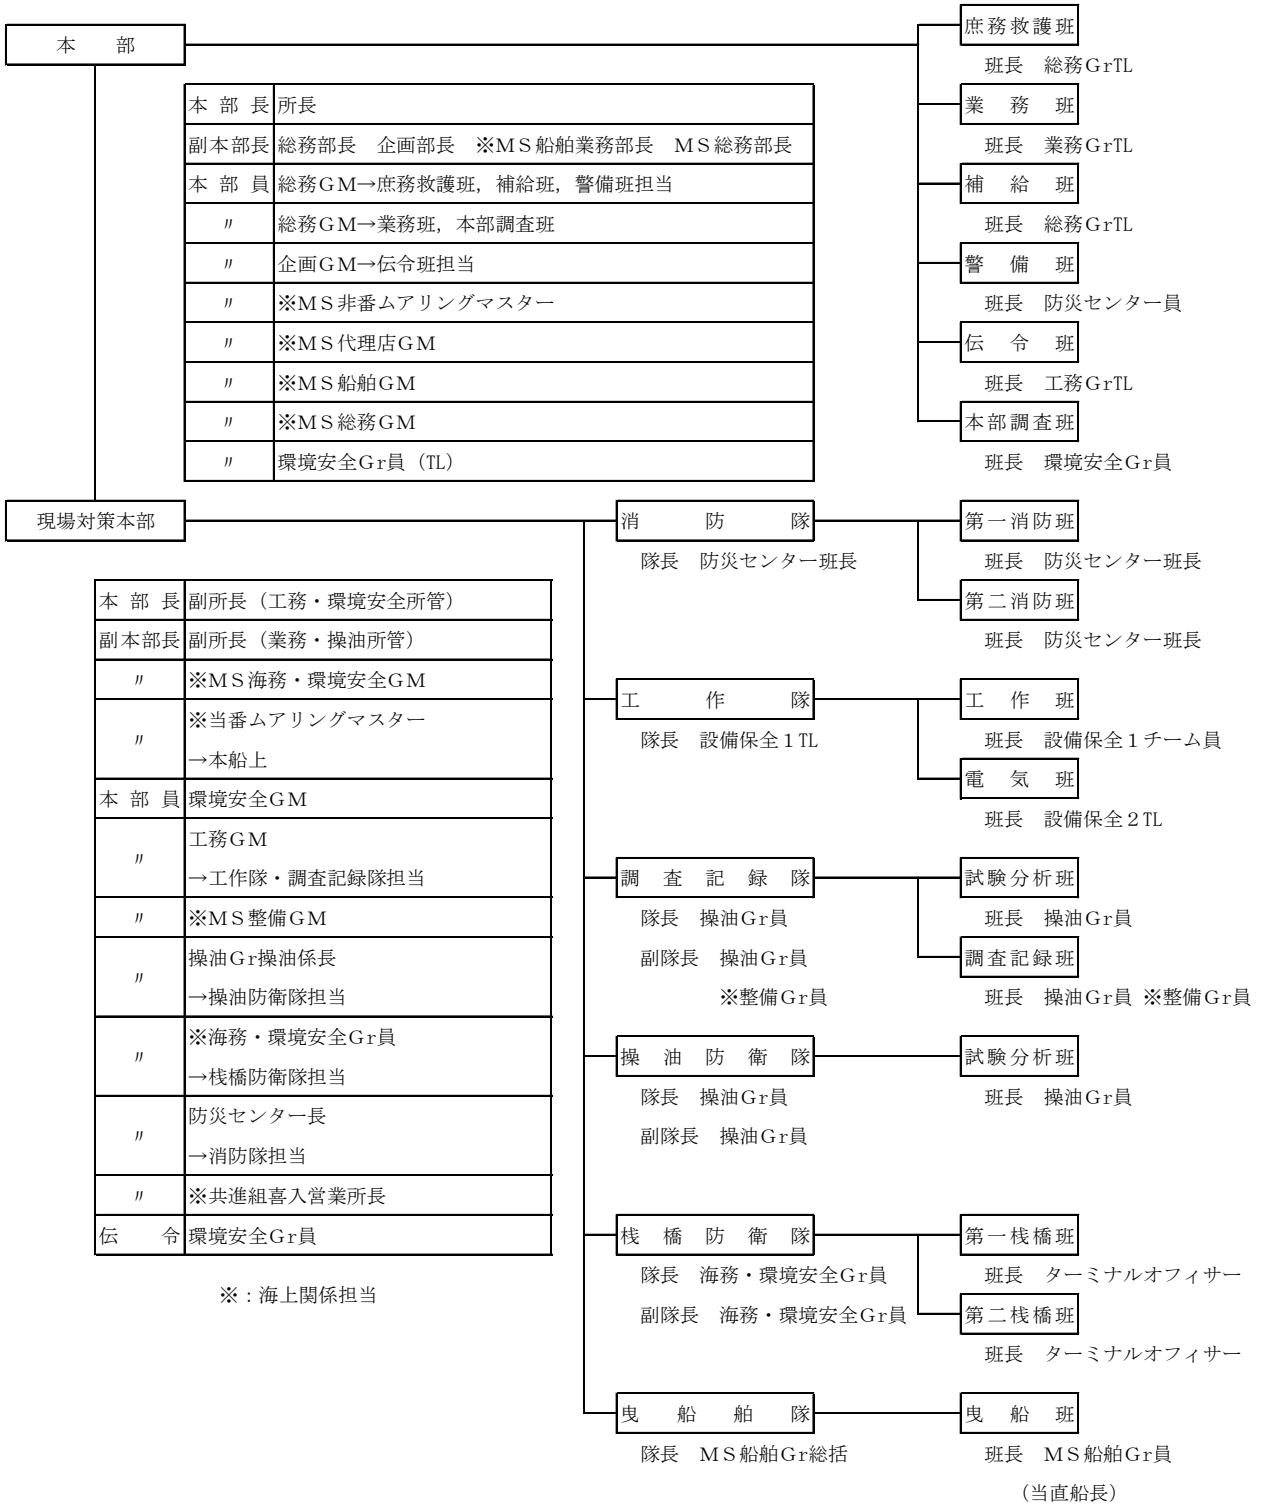 本部
庶務救護班
班長 総務GrTL
業務班
班長 業務GrTL
補給班
班長 総務GrTL
警備班
班長 防災センター員
伝令班
班長 工務GrTL
本部調査班
班長 環境安全Gr員
本部長 所長
副本部長 総務部長 企画部長 ※MS船舶業務部長 MS総務部長
本部員 総務GM→庶務救護班，補給班，警備班担当
〃 総務GM→業務班，本部調査班
〃 企画GM→伝令班担当
〃 ※MS非番ムアリングマスター
〃 ※MS代理店GM
〃 ※MS船舶GM
〃 ※MS総務GM
〃 環境安全Gr員（TL）
現場対策本部
本部長 副所長（工務・環境安全所管）
副本部長 副所長（業務・操油所管）
〃 ※MS海務・環境安全GM
〃 ※当番ムアリングマスター
→本船上
本部員 環境安全GM
〃 工務GM
→工作隊・調査記録隊担当
〃 ※MS整備GM
〃 操油Gr操油係長
→操油防衛隊担当
〃 ※海務・環境安全Gr員
→桟橋防衛隊担当
〃 防災センター長
→消防隊担当
〃 ※共進組喜入営業所長
伝令 環境安全Gr員
※：海上関係担当
消防隊
隊長 防災センター班長
第一消防班
班長 防災センター班長
第二消防班
班長 防災センター班長
工作隊
隊長 設備保全1TL
工作班
班長 設備保全1チーム員
電気班
班長 設備保全2TL
調査記録隊
隊長 操油Gr員
副隊長 操油Gr員
※整備Gr員
試験分析班
班長 操油Gr員
調査記録班
班長 操油Gr員 ※整備Gr員
操油防衛隊
隊長 操油Gr員
副隊長 操油Gr員
試験分析班
班長 操油Gr員
桟橋防衛隊
隊長 海務・環境安全Gr員
副隊長 海務・環境安全Gr員
第一桟橋班
班長 ターミナルオフィサー
第二桟橋班
班長 ターミナルオフィサー
曳船舶隊
隊長 MS船舶Gr総括
曳船班
班長 MS船舶Gr員
（当直船長）